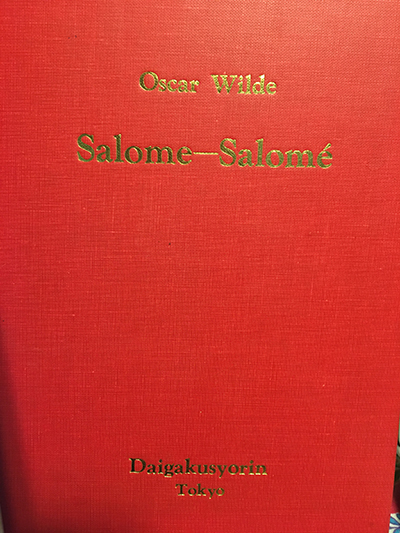 Oscar Wilde
Salome—Salomé
Daigakusyorin
Tokyo